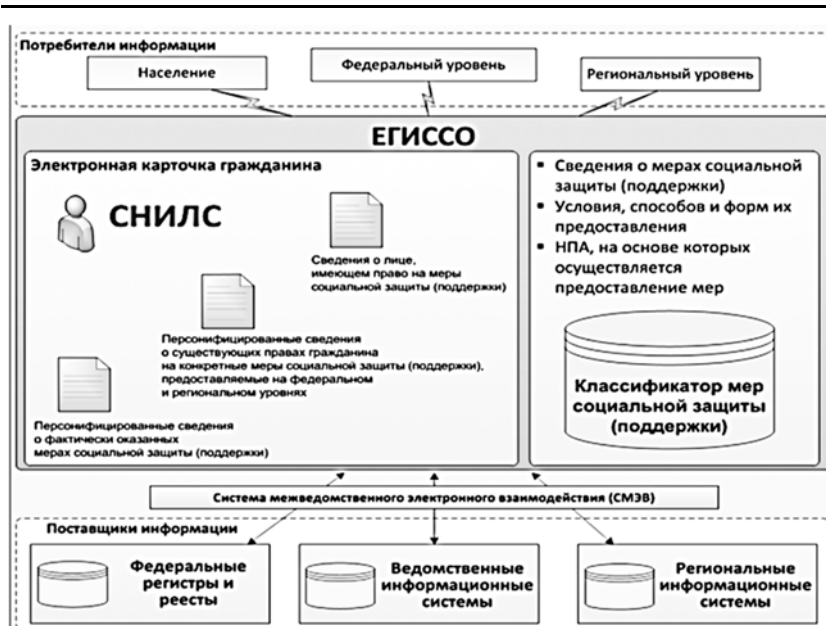 Потребители информации
Население
Федеральный уровень
Региональный уровень
ЕГИССО
Электронная карточка гражданина
СНИЛС
Сведения о лице,
имеющем право на меры
социальной защиты (поддержки)
Персонифицированные сведения
о существующих правах гражданина
на конкретные меры социальной защиты (поддержки),
предоставляемые на федеральном
и региональном уровнях
Персонифицированные сведения
о фактически оказанных
мерах социальной защиты (поддержки)
▪ Сведения о мерах социальной
защиты (поддержки)
▪ Условия, способов и форм их
предоставления
▪ НПА, на основе которых
осуществляется
предоставление мер
Классификатор мер
социальной защиты
(поддержки)
Система межведомственного электронного взаимодействия (СМЭВ)
Поставщики информации
Федеральные
регистры и
реесты
Ведомственные
информационные
системы
Региональные
информационные
системы